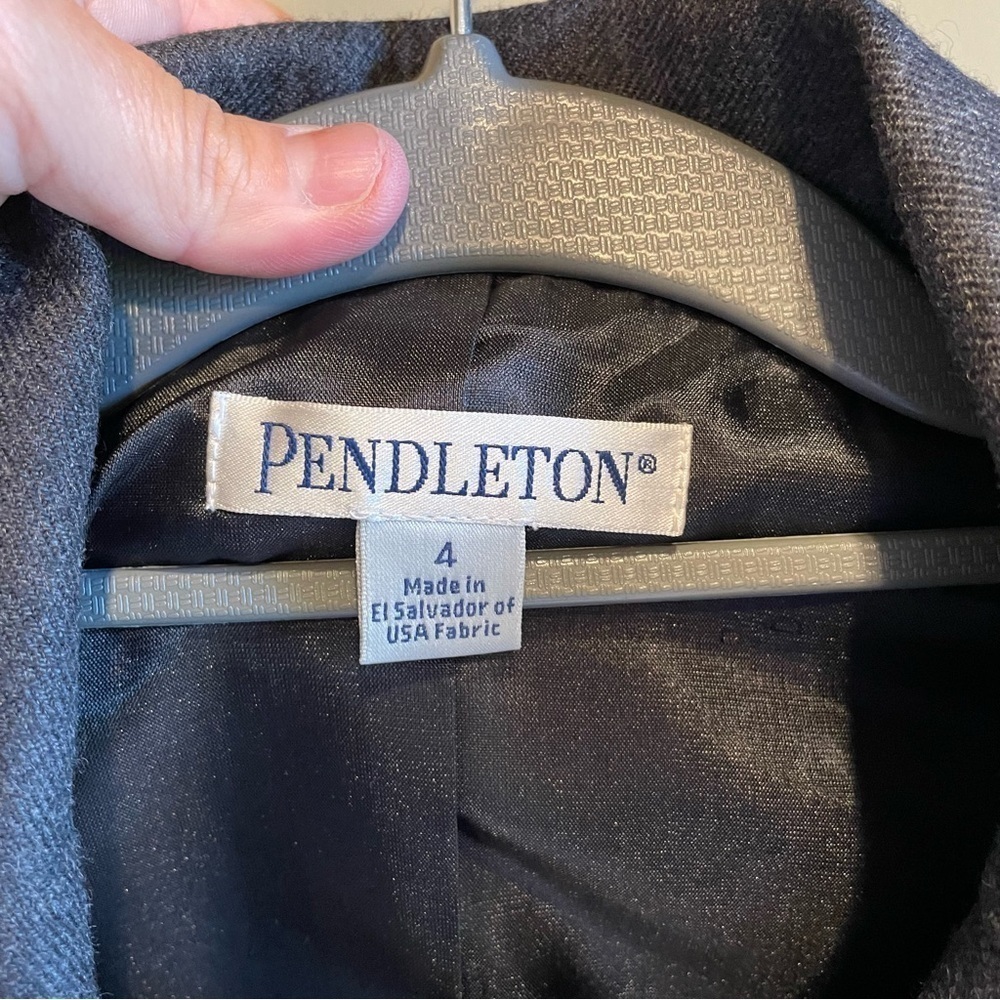 PENDLETON®
4
Made in
El Salvador of
USA Fabric